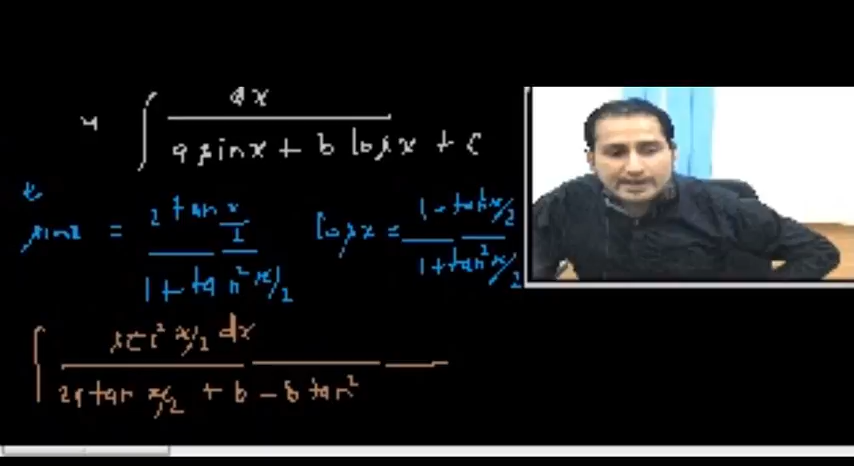 4 ∫ dx / (a sinx + b cosx + c)
sinx = 2 tan x/2 / (1 + tan² x/2) cosx = (1 - tan² x/2) / (1 + tan² x/2)
∫ sec² x/2 dx / (2a tan x/2 + b - b tan²